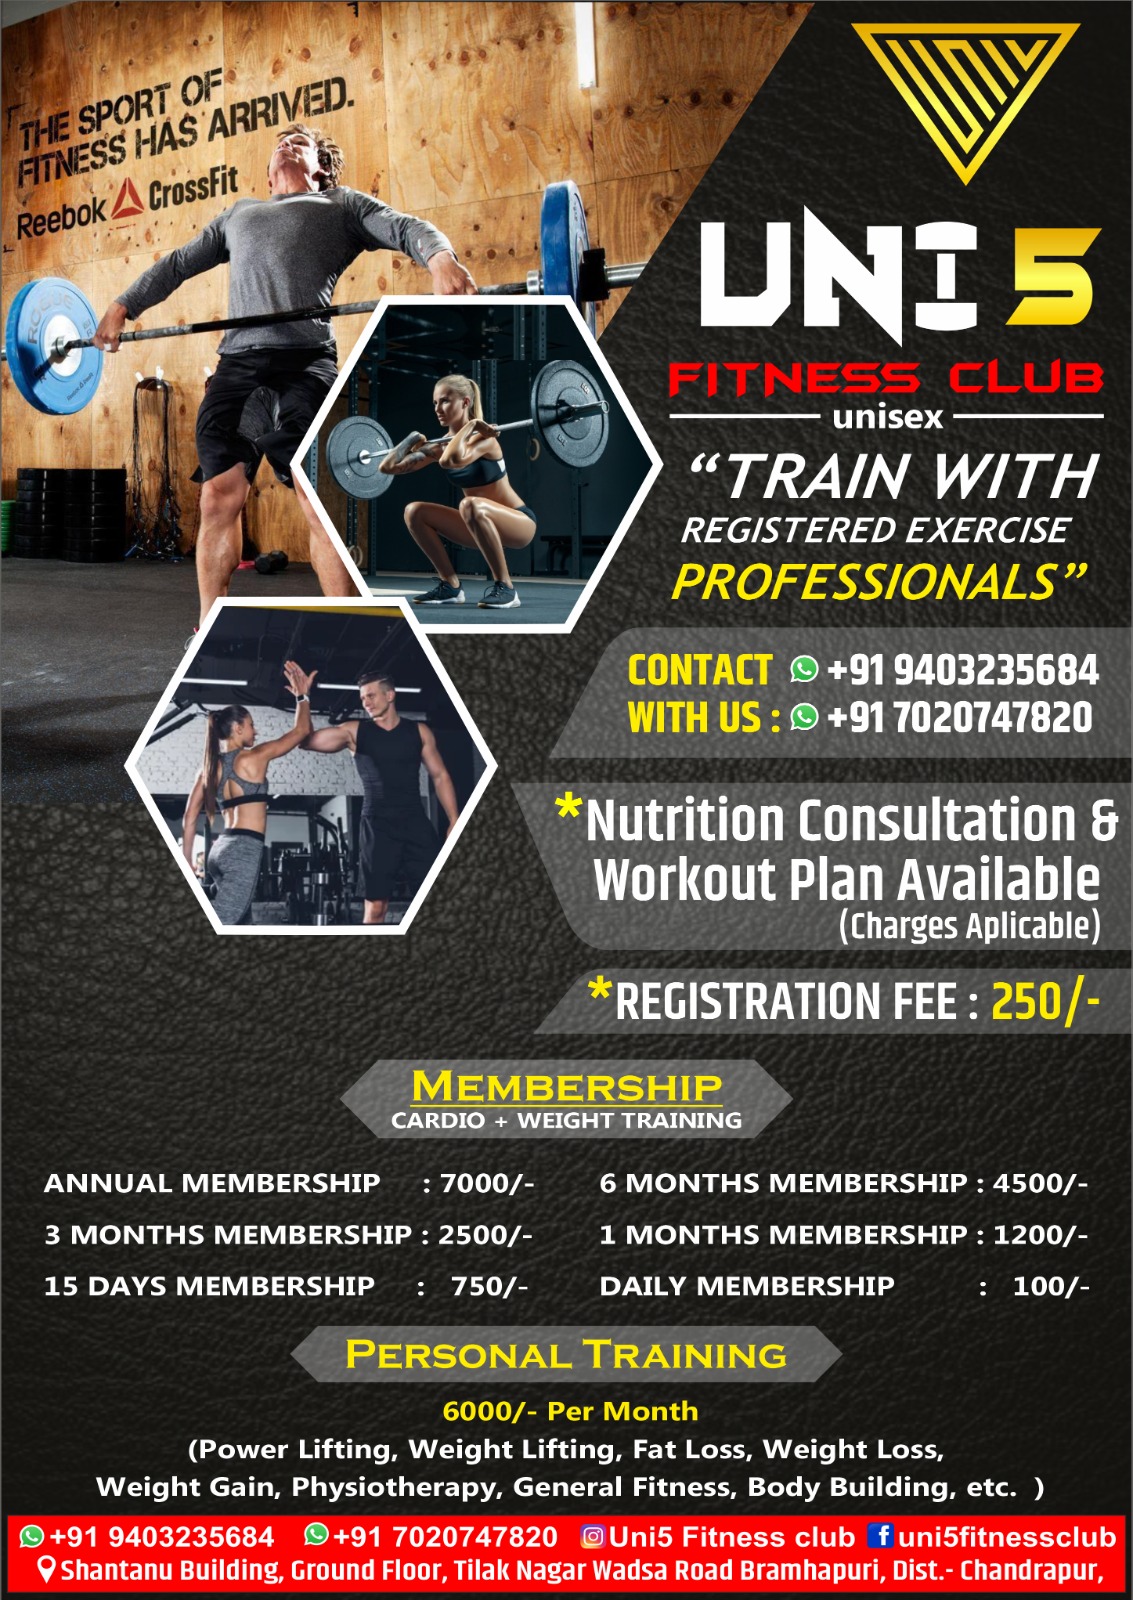 THE SPORT OF
FITNESS HAS ARRIVED.
Reebok CrossFit
ROGUE
UNI
UNI 5
FITNESS CLUB
unisex
“TRAIN WITH
REGISTERED EXERCISE
PROFESSIONALS”
CONTACT +91 9403235684
WITH US : +91 7020747820
*Nutrition Consultation &
Workout Plan Available
(Charges Aplicable)
*REGISTRATION FEE : 250/-
MEMBERSHIP
CARDIO + WEIGHT TRAINING
ANNUAL MEMBERSHIP : 7000/- 6 MONTHS MEMBERSHIP : 4500/-
3 MONTHS MEMBERSHIP : 2500/- 1 MONTHS MEMBERSHIP : 1200/-
15 DAYS MEMBERSHIP : 750/- DAILY MEMBERSHIP : 100/-
PERSONAL TRAINING
6000/- Per Month
(Power Lifting, Weight Lifting, Fat Loss, Weight Loss,
Weight Gain, Physiotherapy, General Fitness, Body Building, etc. )
+91 9403235684 +91 7020747820 Uni5 Fitness club f uni5fitnessclub
Shantanu Building, Ground Floor, Tilak Nagar Wadsa Road Bramhapuri, Dist.- Chandrapur,